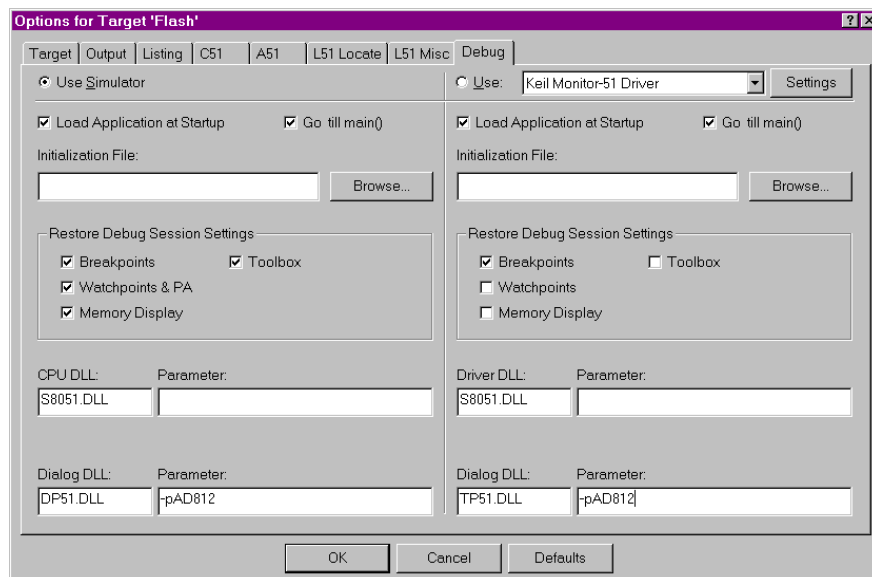 Options for Target 'Flash'
Target Output Listing C51 A51 L51 Locate L51 Misc Debug
Use Simulator
Use: Keil Monitor-51 Driver Settings
Load Application at Startup Go till main()
Load Application at Startup Go till main()
Initialization File:
Initialization File:
Browse...
Browse...
Restore Debug Session Settings
Breakpoints Toolbox
Watchpoints & PA
Memory Display
Restore Debug Session Settings
Breakpoints Toolbox
Watchpoints
Memory Display
CPU DLL: Parameter:
S8051.DLL
Driver DLL: Parameter:
S8051.DLL
Dialog DLL: Parameter:
DP51.DLL -pAD812
Dialog DLL: Parameter:
TP51.DLL -pAD812
OK Cancel Defaults